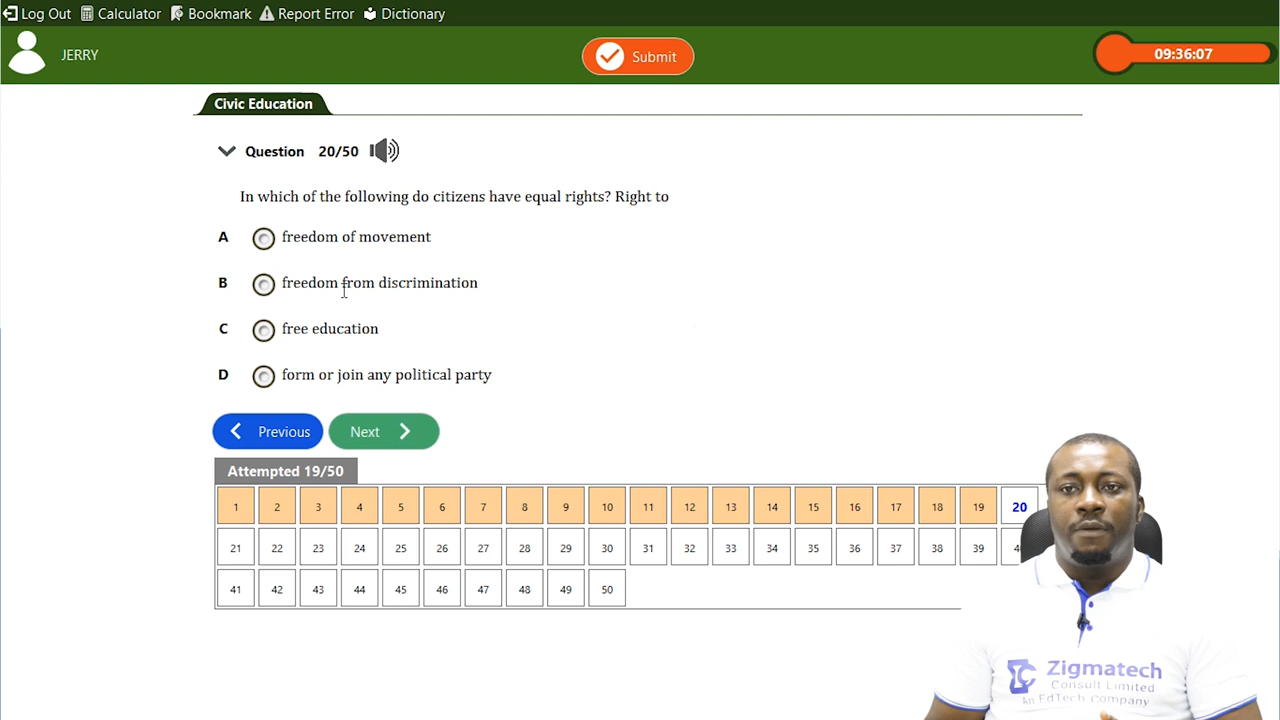 Log Out Calculator Bookmark Report Error Dictionary
JERRY
Submit
09:36:07
Civic Education
Question 20/50
In which of the following do citizens have equal rights? Right to
A freedom of movement
B freedom from discrimination
C free education
D form or join any political party
Previous Next
Attempted 19/50
1 2 3 4 5 6 7 8 9 10 11 12 13 14 15 16 17 18 19 20
21 22 23 24 25 26 27 28 29 30 31 32 33 34 35 36 37 38 39
41 42 43 44 45 46 47 48 49 50
Zigmatech
Consult Limited
An EdTech Company